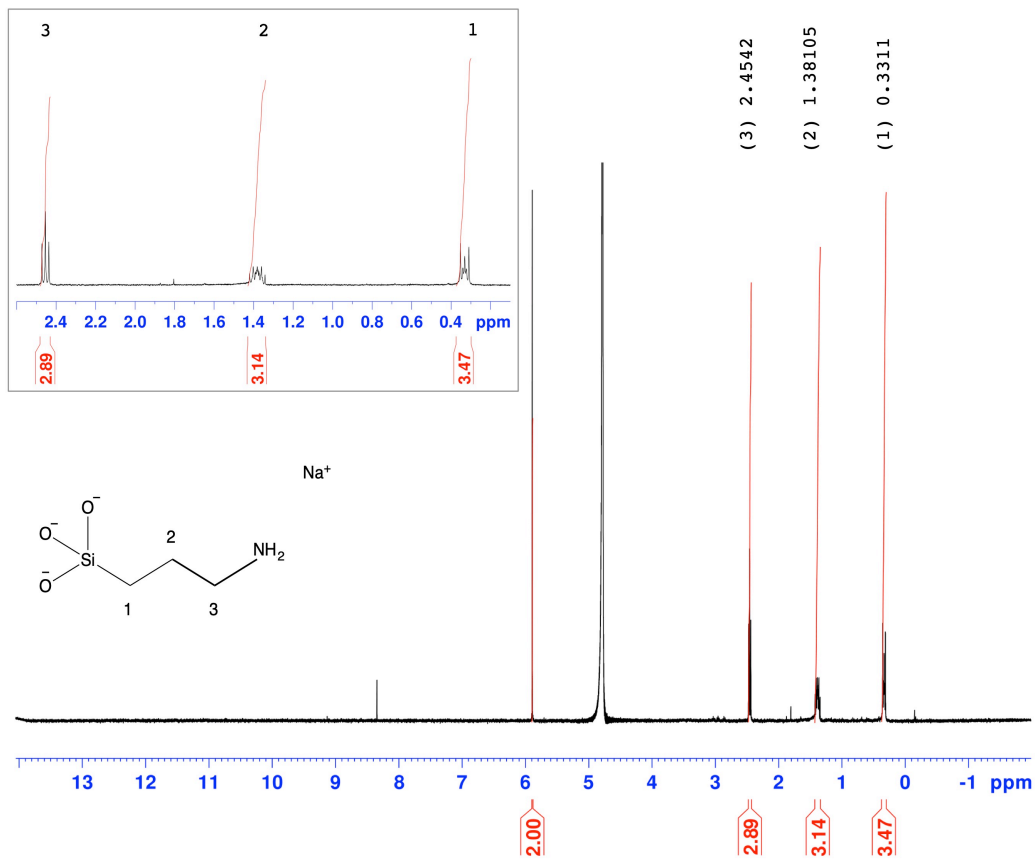 3 2 1
2.4 2.2 2.0 1.8 1.6 1.4 1.2 1.0 0.8 0.6 0.4 ppm
2.89 3.14 3.47
(3) 2.4542
(2) 1.38105
(1) 0.3311
Na⁺
O⁻
O⁻
O⁻
Si
NH₂
2
1 3
13 12 11 10 9 8 7 6 5 4 3 2 1 0 -1 ppm
2.00 2.89 3.14 3.47